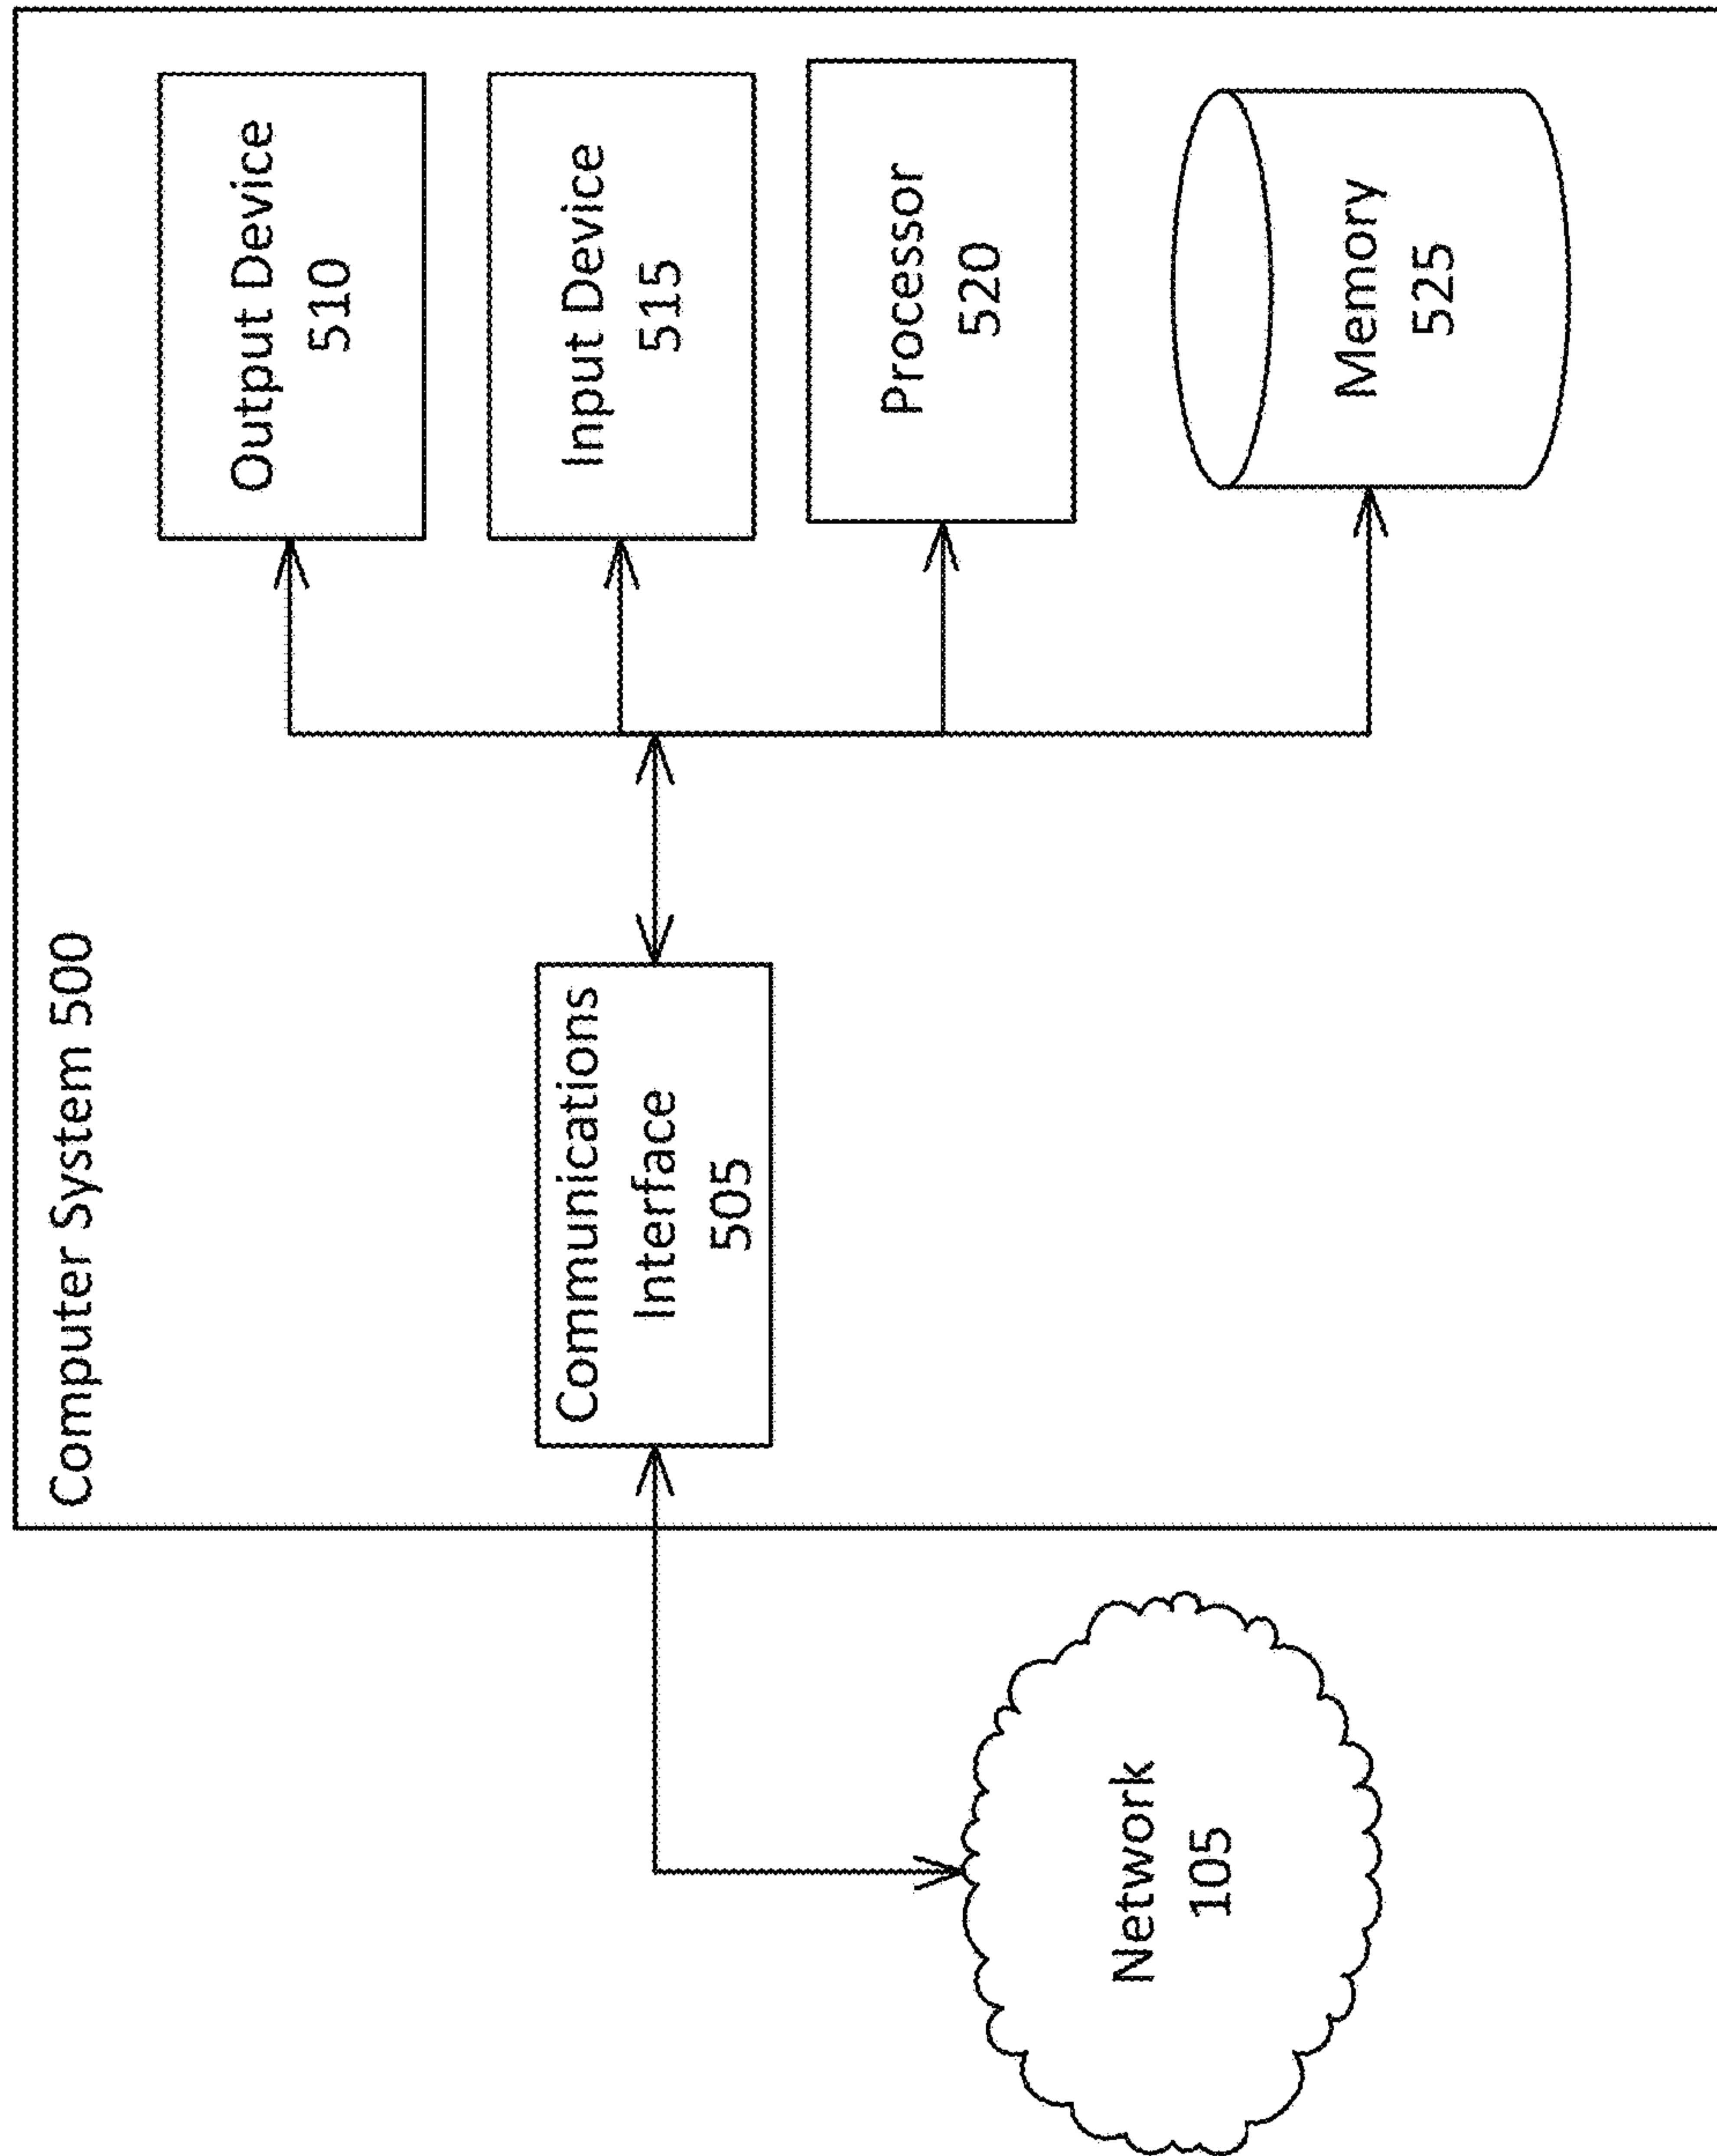 Computer System 500
Output Device
510
Input Device
515
Communications
Interface
505
Processor
520
Memory
525
Network
105